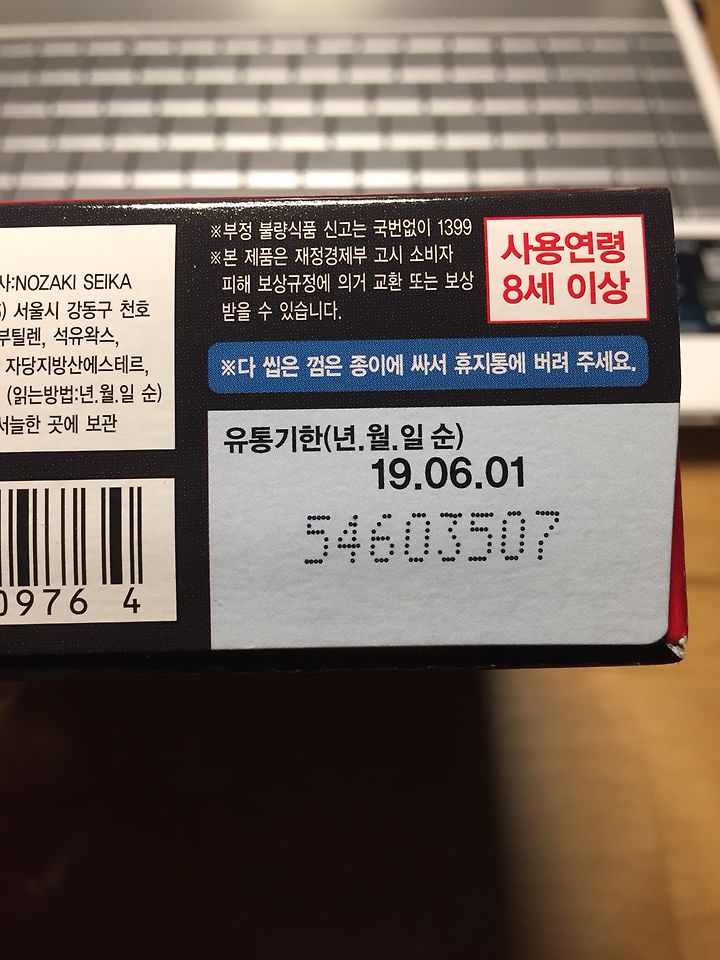 사:NOZAKI SEIKA
서울시 강동구 천호
부틸렌, 석유왁스,
자당지방산에스테르,
(읽는방법:년.월.일 순)
서늘한 곳에 보관
0976 4
※부정 불량식품 신고는 국번없이 1399
※본 제품은 재정경제부 고시 소비자
피해 보상규정에 의거 교환 또는 보상
받을 수 있습니다.
사용연령
8세 이상
※다 씹은 껌은 종이에 싸서 휴지통에 버려 주세요.
유통기한(년.월.일 순)
19.06.01
54603507